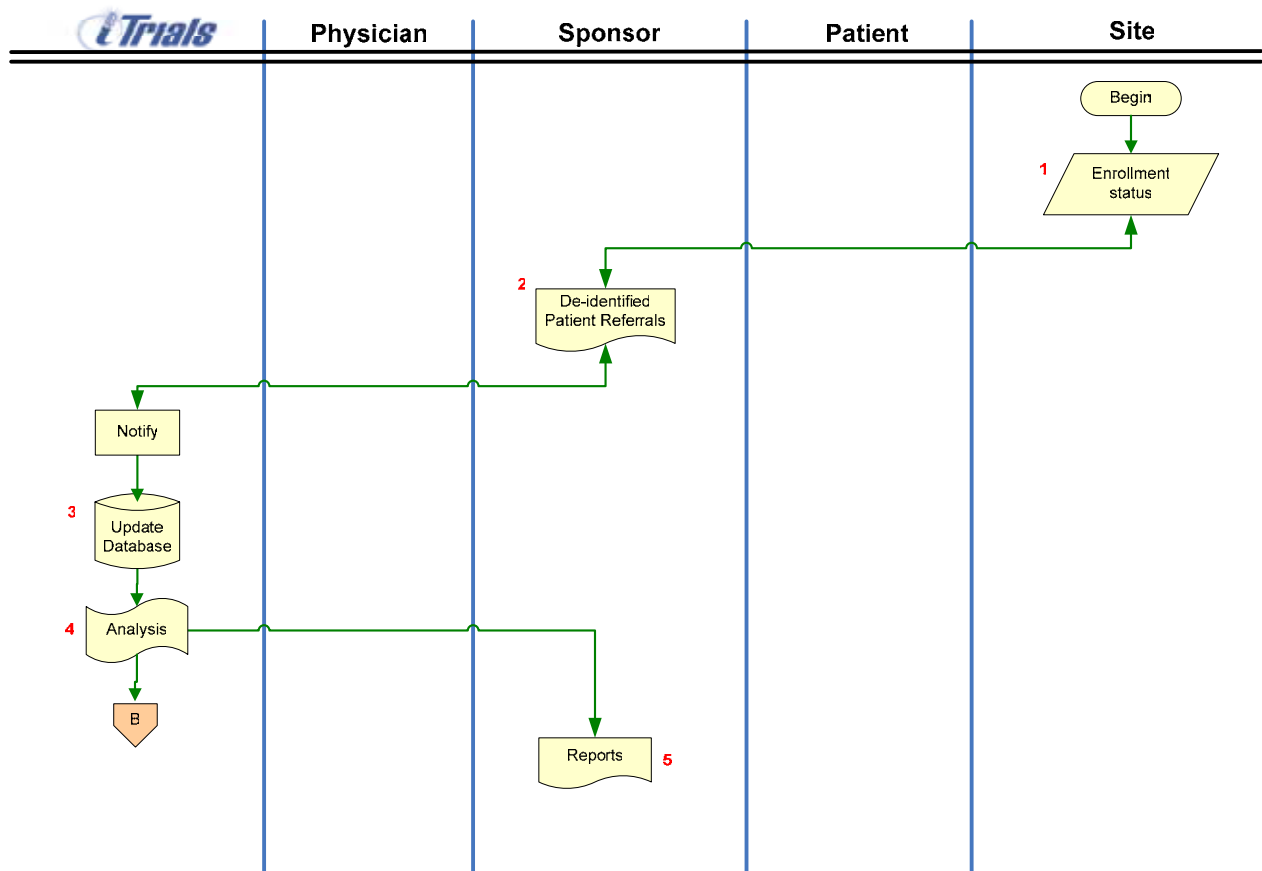 iTrials
Physician
Sponsor
Patient
Site
Begin
1
Enrollment
status
2
De-identified
Patient Referrals
Notify
3
Update
Database
4
Analysis
B
Reports
5